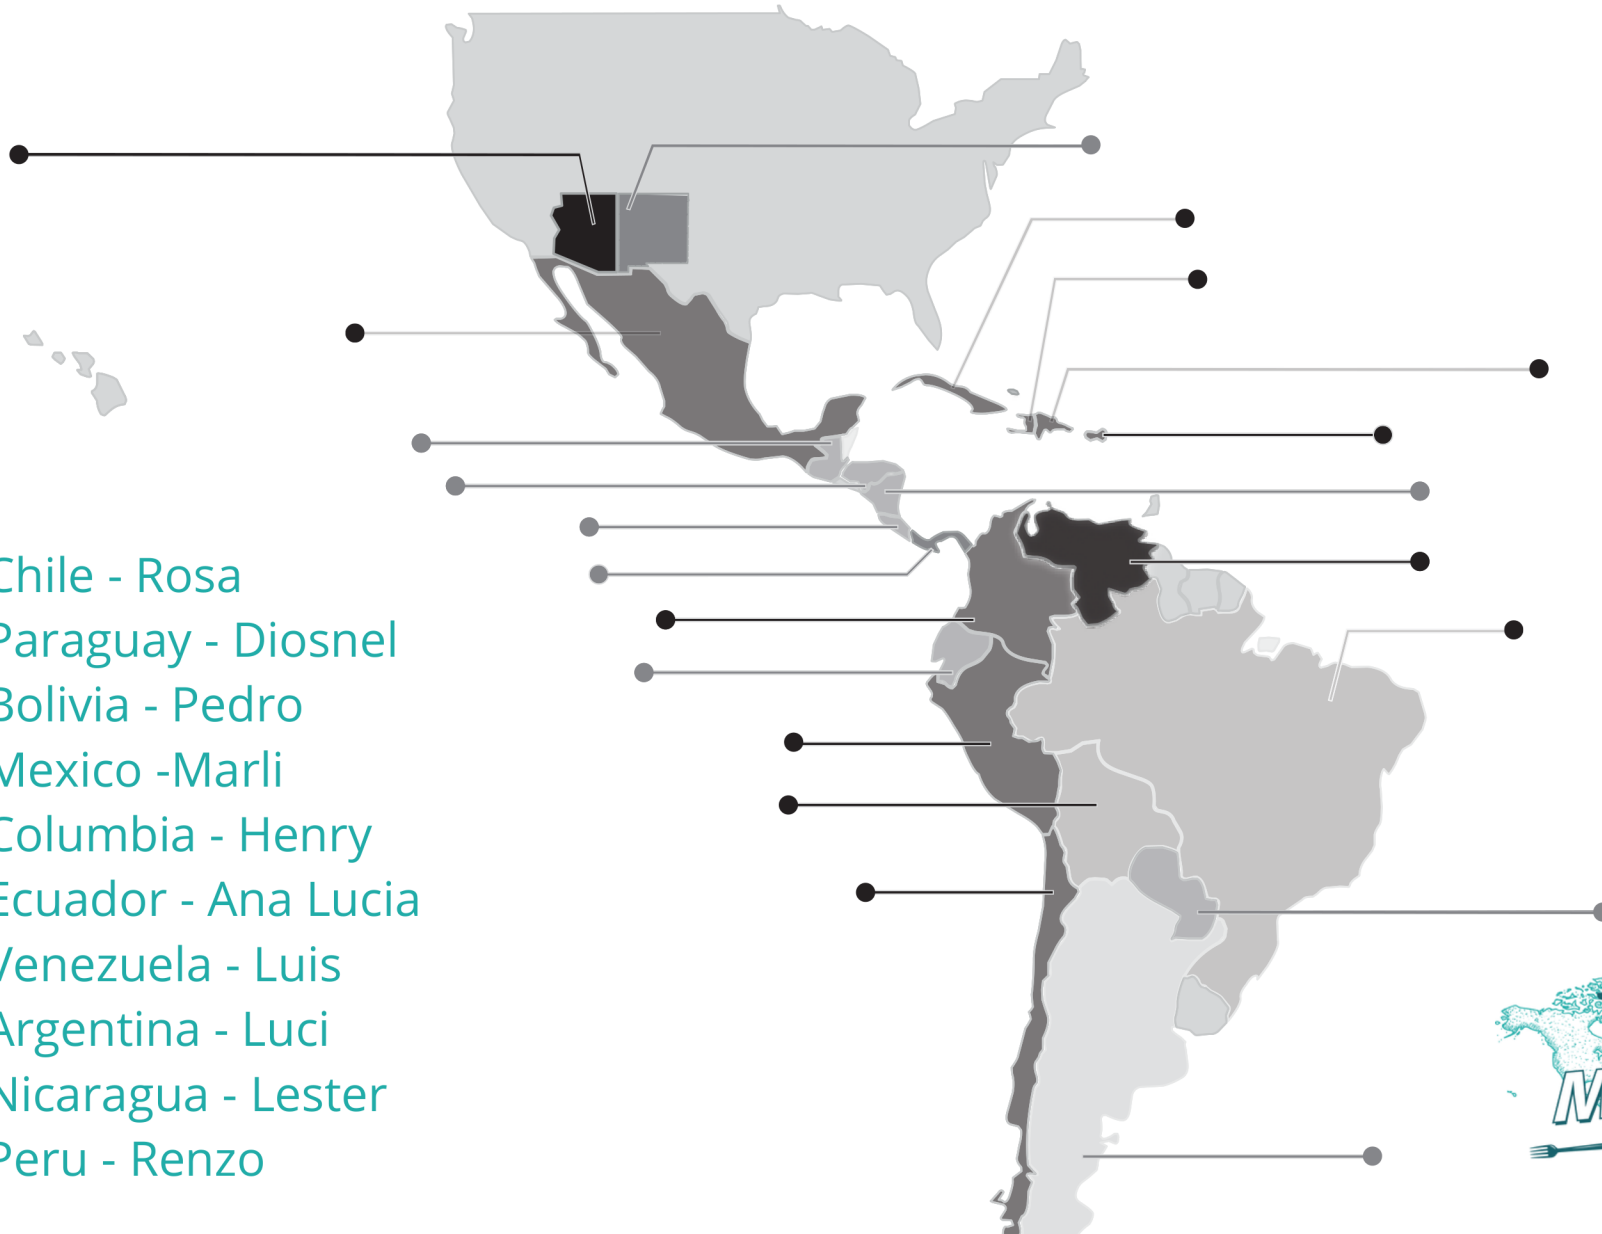 Chile - Rosa
Paraguay - Diosnel
Bolivia - Pedro
Mexico -Marli
Columbia - Henry
Ecuador - Ana Lucia
Venezuela - Luis
Argentina - Luci
Nicaragua - Lester
Peru - Renzo